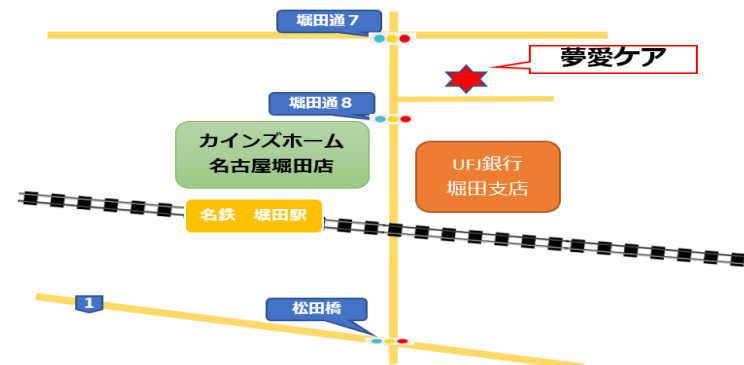 堀田通7
夢愛ケア
堀田通8
カインズホーム
名古屋堀田店
UFJ銀行
堀田支店
名鉄　堀田駅
1
松田橋